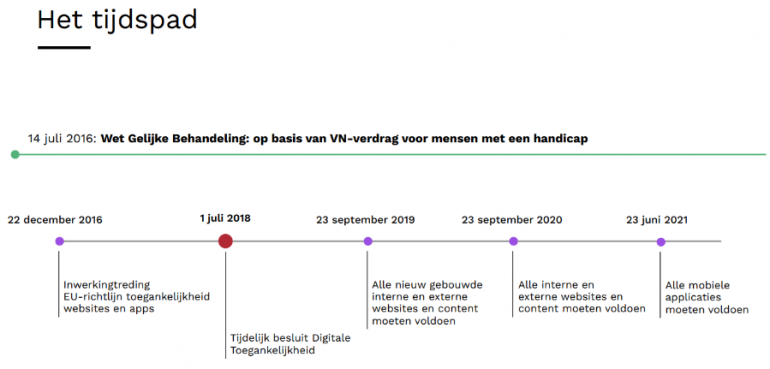 Het tijdspad
14 juli 2016: Wet Gelijke Behandeling: op basis van VN-verdrag voor mensen met een handicap
22 december 2016
Inwerkingtreding
EU-richtlijn toegankelijkheid
websites en apps
1 juli 2018
Tijdelijk besluit Digitale
Toegankelijkheid
23 september 2019
Alle nieuw gebouwde
interne en externe
websites en content
moeten voldoen
23 september 2020
Alle interne en
externe websites en
content moeten voldoen
23 juni 2021
Alle mobiele
applicaties
moeten voldoen